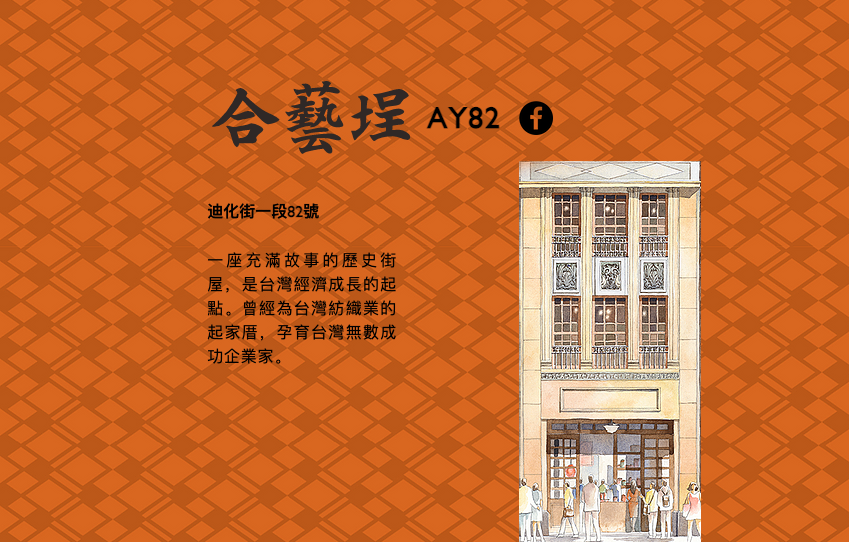 合藝埕 AY82
迪化街一段82號
一座充滿故事的歷史街
屋，是台灣經濟成長的起
點。曾經為台灣紡織業的
起家厝，孕育台灣無數成
功企業家。